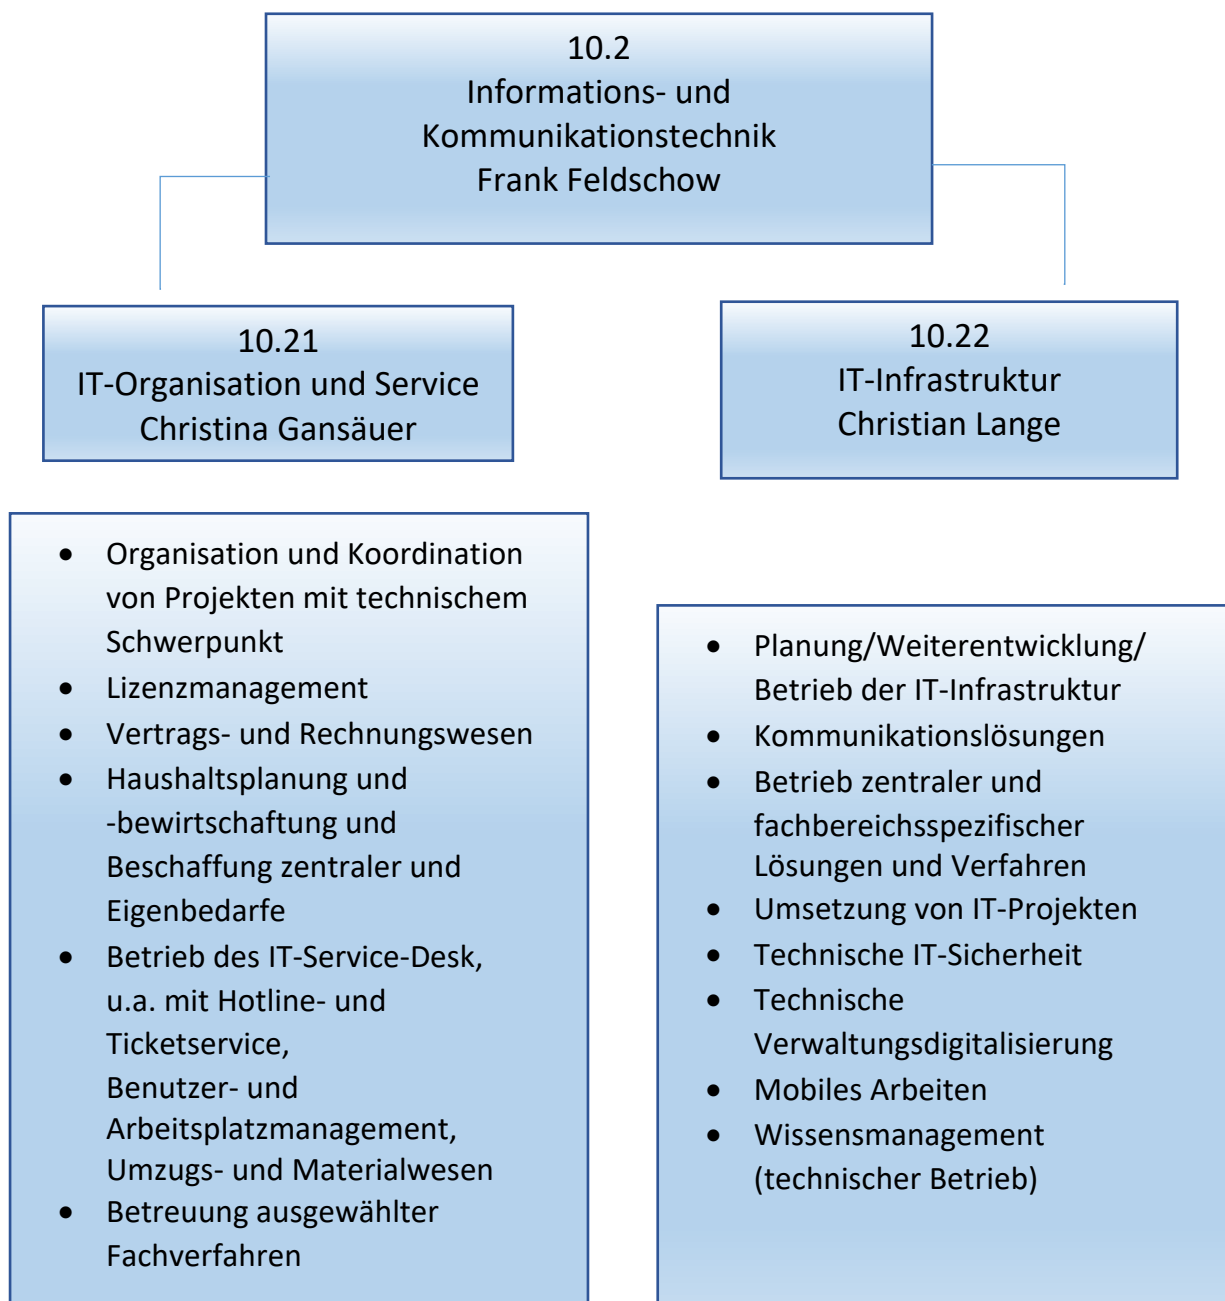 10.2
Informations- und
Kommunikationstechnik
Frank Feldschow
10.21
IT-Organisation und Service
Christina Gansäuer
10.22
IT-Infrastruktur
Christian Lange
• Organisation und Koordination
von Projekten mit technischem
Schwerpunkt
• Lizenzmanagement
• Vertrags- und Rechnungswesen
• Haushaltsplanung und
-bewirtschaftung und
Beschaffung zentraler und
Eigenbedarfe
• Betrieb des IT-Service-Desk,
u.a. mit Hotline- und
Ticketservice,
Benutzer- und
Arbeitsplatzmanagement,
Umzugs- und Materialwesen
• Betreuung ausgewählter
Fachverfahren
• Planung/Weiterentwicklung/
Betrieb der IT-Infrastruktur
• Kommunikationslösungen
• Betrieb zentraler und
fachbereichsspezifischer
Lösungen und Verfahren
• Umsetzung von IT-Projekten
• Technische IT-Sicherheit
• Technische
Verwaltungsdigitalisierung
• Mobiles Arbeiten
• Wissensmanagement
(technischer Betrieb)